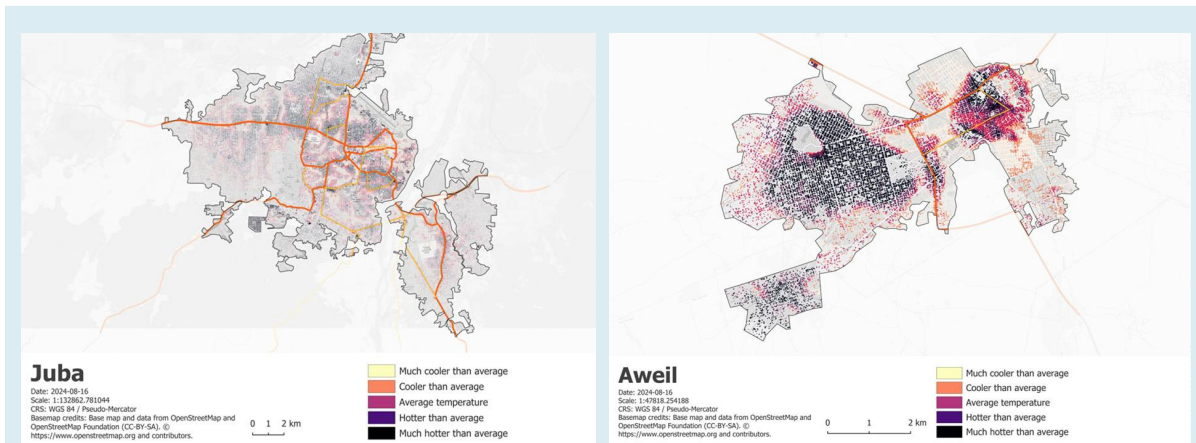 Juba
Date: 2024-08-16
Scale: 1:132862.781044
CRS: WGS 84 / Pseudo-Mercator
Basemap credits: Base map and data from OpenStreetMap and
OpenStreetMap Foundation (CC-BY-SA). ©
https://www.openstreetmap.org and contributors.
0 1 2 km
Much cooler than average
Cooler than average
Average temperature
Hotter than average
Much hotter than average
Aweil
Date: 2024-08-16
Scale: 1:47818.254188
CRS: WGS 84 / Pseudo-Mercator
Basemap credits: Base map and data from OpenStreetMap and
OpenStreetMap Foundation (CC-BY-SA). ©
https://www.openstreetmap.org and contributors.
0 1 2 km
Much cooler than average
Cooler than average
Average temperature
Hotter than average
Much hotter than average